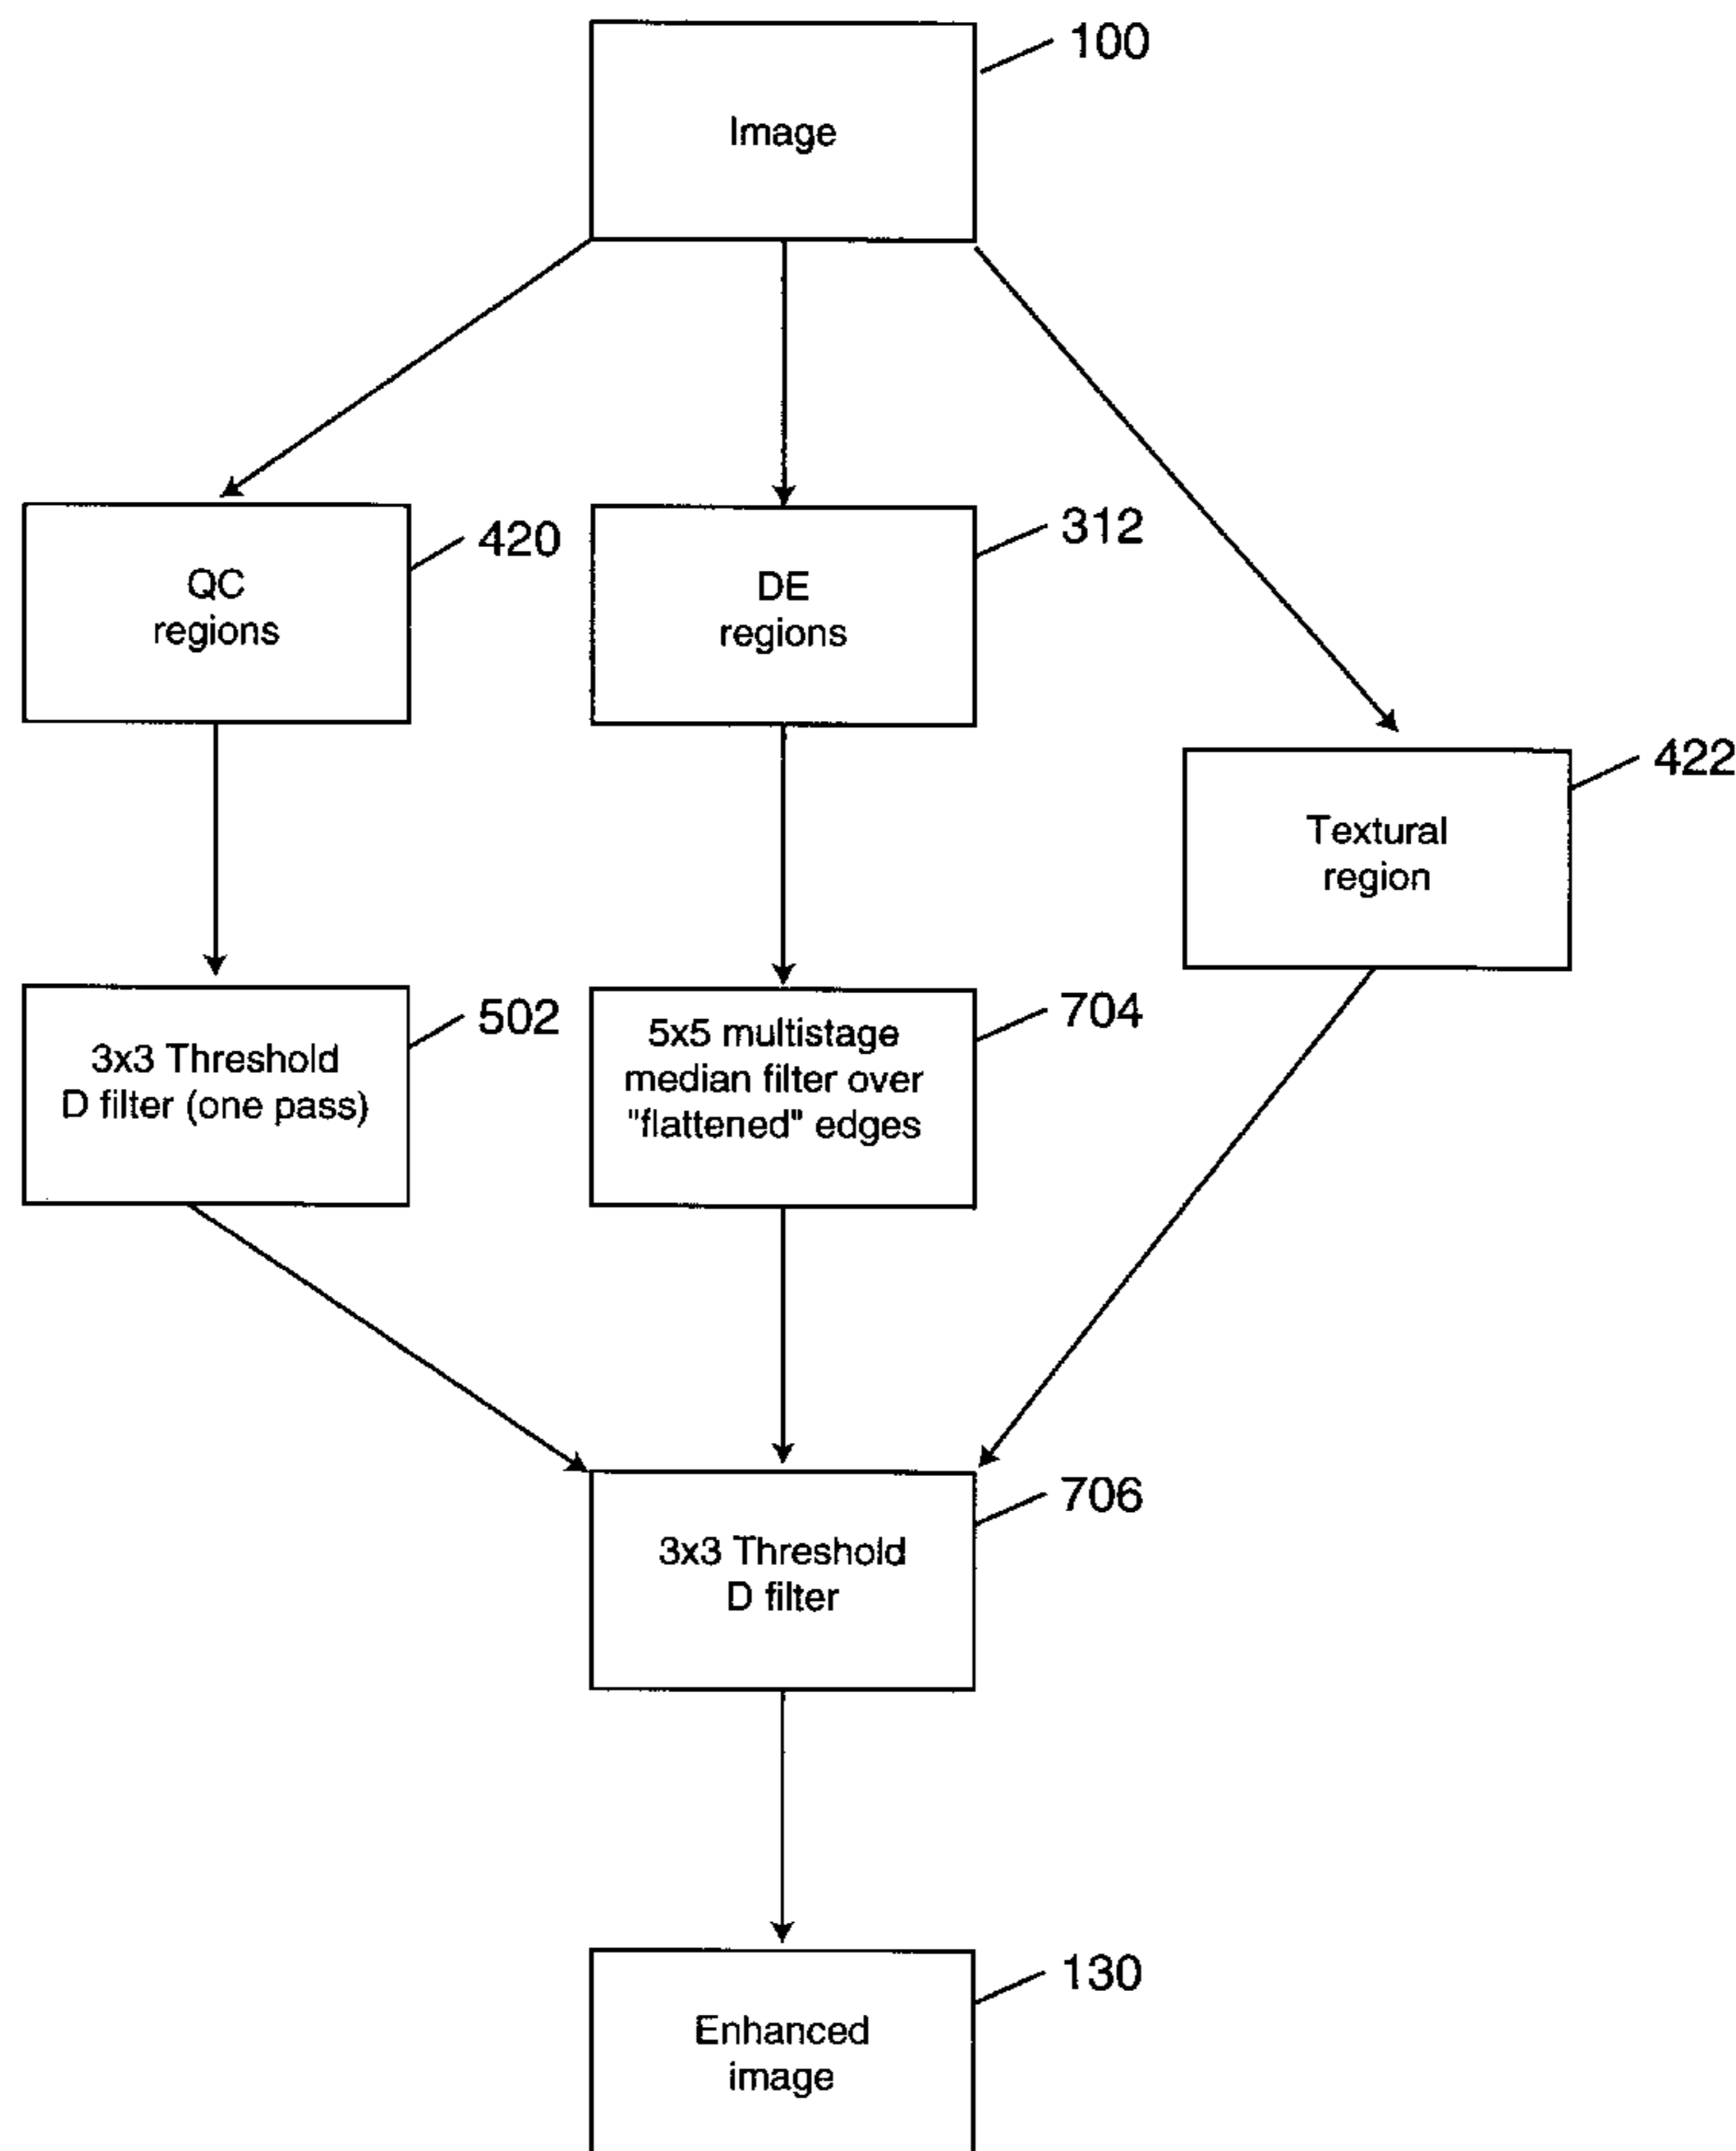 100
Image
420
QC
regions
312
DE
regions
422
Textural
region
502
3x3 Threshold
D filter (one pass)
704
5x5 multistage
median filter over
"flattened" edges
706
3x3 Threshold
D filter
130
Enhanced
image